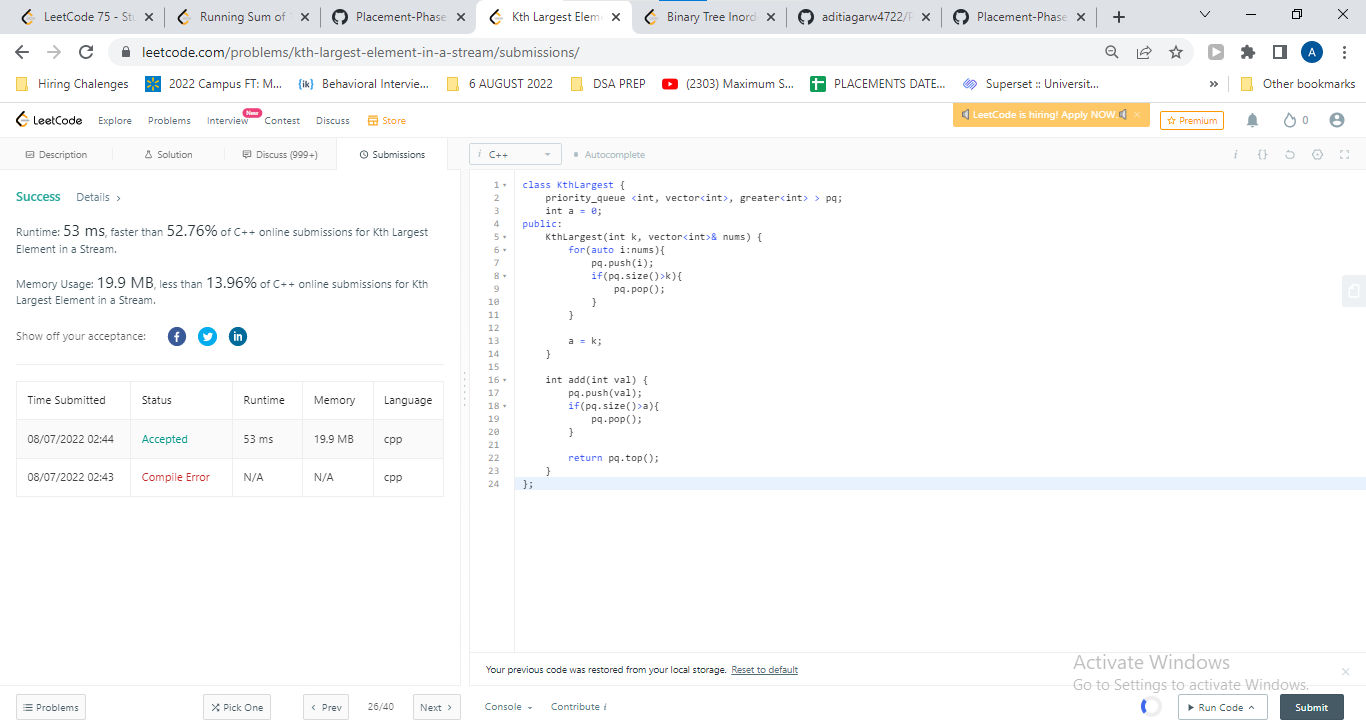 LeetCode 75 - Stu
Running Sum of
Placement-Phase
Kth Largest Eleme
Binary Tree Inord
aditiagarw4722/P
Placement-Phase
leetcode.com/problems/kth-largest-element-in-a-stream/submissions/
A
Hiring Chalenges
2022 Campus FT: M...
{ik} Behavioral Intervie...
6 AUGUST 2022
DSA PREP
(2303) Maximum S...
PLACEMENTS DATE...
Superset :: Universit...
»
Other bookmarks
LeetCode
Explore
Problems
Interview
New
Contest
Discuss
Store
LeetCode is hiring! Apply NOW.
Premium
0
Description
Solution
Discuss (999+)
Submissions
i C++
Autocomplete
i {}
Success Details >
Runtime: 53 ms, faster than 52.76% of C++ online submissions for Kth Largest
Element in a Stream.
Memory Usage: 19.9 MB, less than 13.96% of C++ online submissions for Kth
Largest Element in a Stream.
Show off your acceptance:
Time Submitted Status Runtime Memory Language
08/07/2022 02:44 Accepted 53 ms 19.9 MB cpp
08/07/2022 02:43 Compile Error N/A N/A cpp
1 class KthLargest {
2 priority_queue <int, vector<int>, greater<int> > pq;
3 int a = 0;
4 public:
5 KthLargest(int k, vector<int>& nums) {
6 for(auto i:nums){
7 pq.push(i);
8 if(pq.size()>k){
9 pq.pop();
10 }
11 }
12
13 a = k;
14 }
15
16 int add(int val) {
17 pq.push(val);
18 if(pq.size()>a){
19 pq.pop();
20 }
21
22 return pq.top();
23 }
24 };
Your previous code was restored from your local storage. Reset to default
Activate Windows
Go to Settings to activate Windows.
Problems
Pick One
< Prev
26/40
Next >
Console
Contribute i
Run Code
Submit